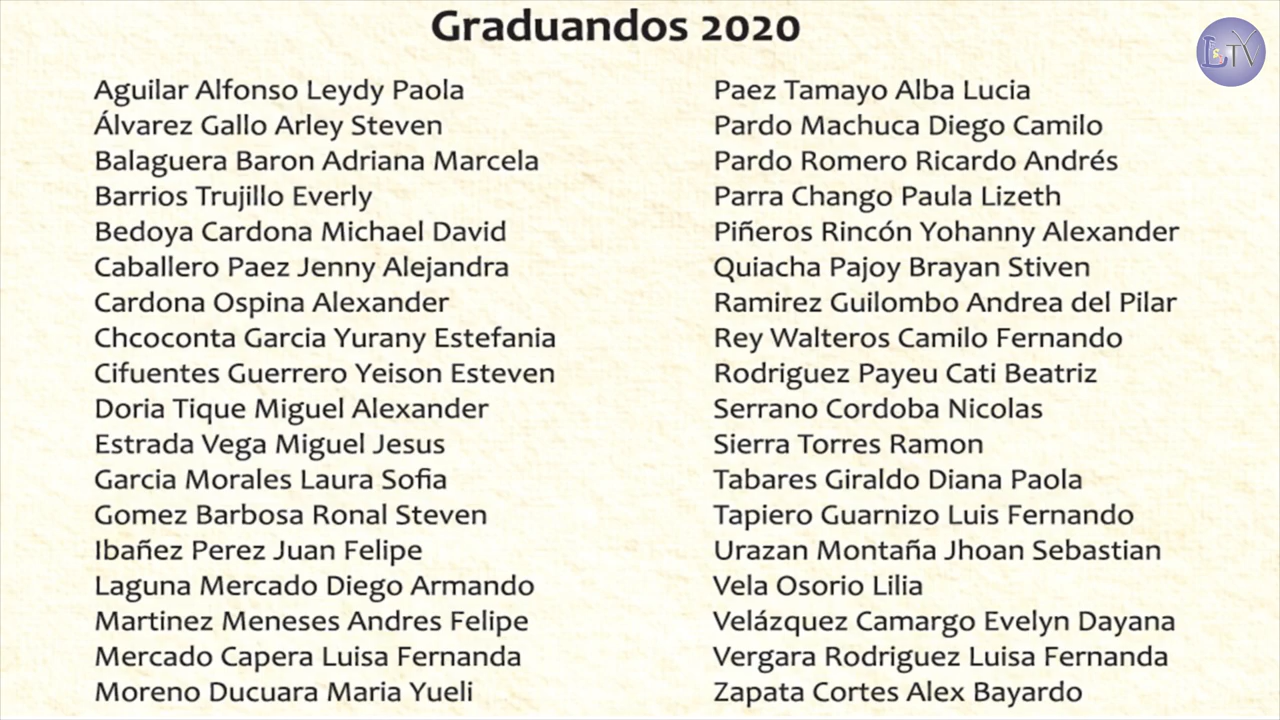 Graduandos 2020
Aguilar Alfonso Leydy Paola
Álvarez Gallo Arley Steven
Balaguera Baron Adriana Marcela
Barrios Trujillo Everly
Bedoya Cardona Michael David
Caballero Paez Jenny Alejandra
Cardona Ospina Alexander
Chcoconta Garcia Yurany Estefania
Cifuentes Guerrero Yeison Esteven
Doria Tique Miguel Alexander
Estrada Vega Miguel Jesus
Garcia Morales Laura Sofia
Gomez Barbosa Ronal Steven
Ibañez Perez Juan Felipe
Laguna Mercado Diego Armando
Martinez Meneses Andres Felipe
Mercado Capera Luisa Fernanda
Moreno Ducuara Maria Yueli
Paez Tamayo Alba Lucia
Pardo Machuca Diego Camilo
Pardo Romero Ricardo Andrés
Parra Chango Paula Lizeth
Piñeros Rincón Yohanny Alexander
Quiacha Pajoy Brayan Stiven
Ramirez Guilombo Andrea del Pilar
Rey Walteros Camilo Fernando
Rodriguez Payeu Cati Beatriz
Serrano Cordoba Nicolas
Sierra Torres Ramon
Tabares Giraldo Diana Paola
Tapiero Guarnizo Luis Fernando
Urazan Montaña Jhoan Sebastian
Vela Osorio Lilia
Velázquez Camargo Evelyn Dayana
Vergara Rodriguez Luisa Fernanda
Zapata Cortes Alex Bayardo